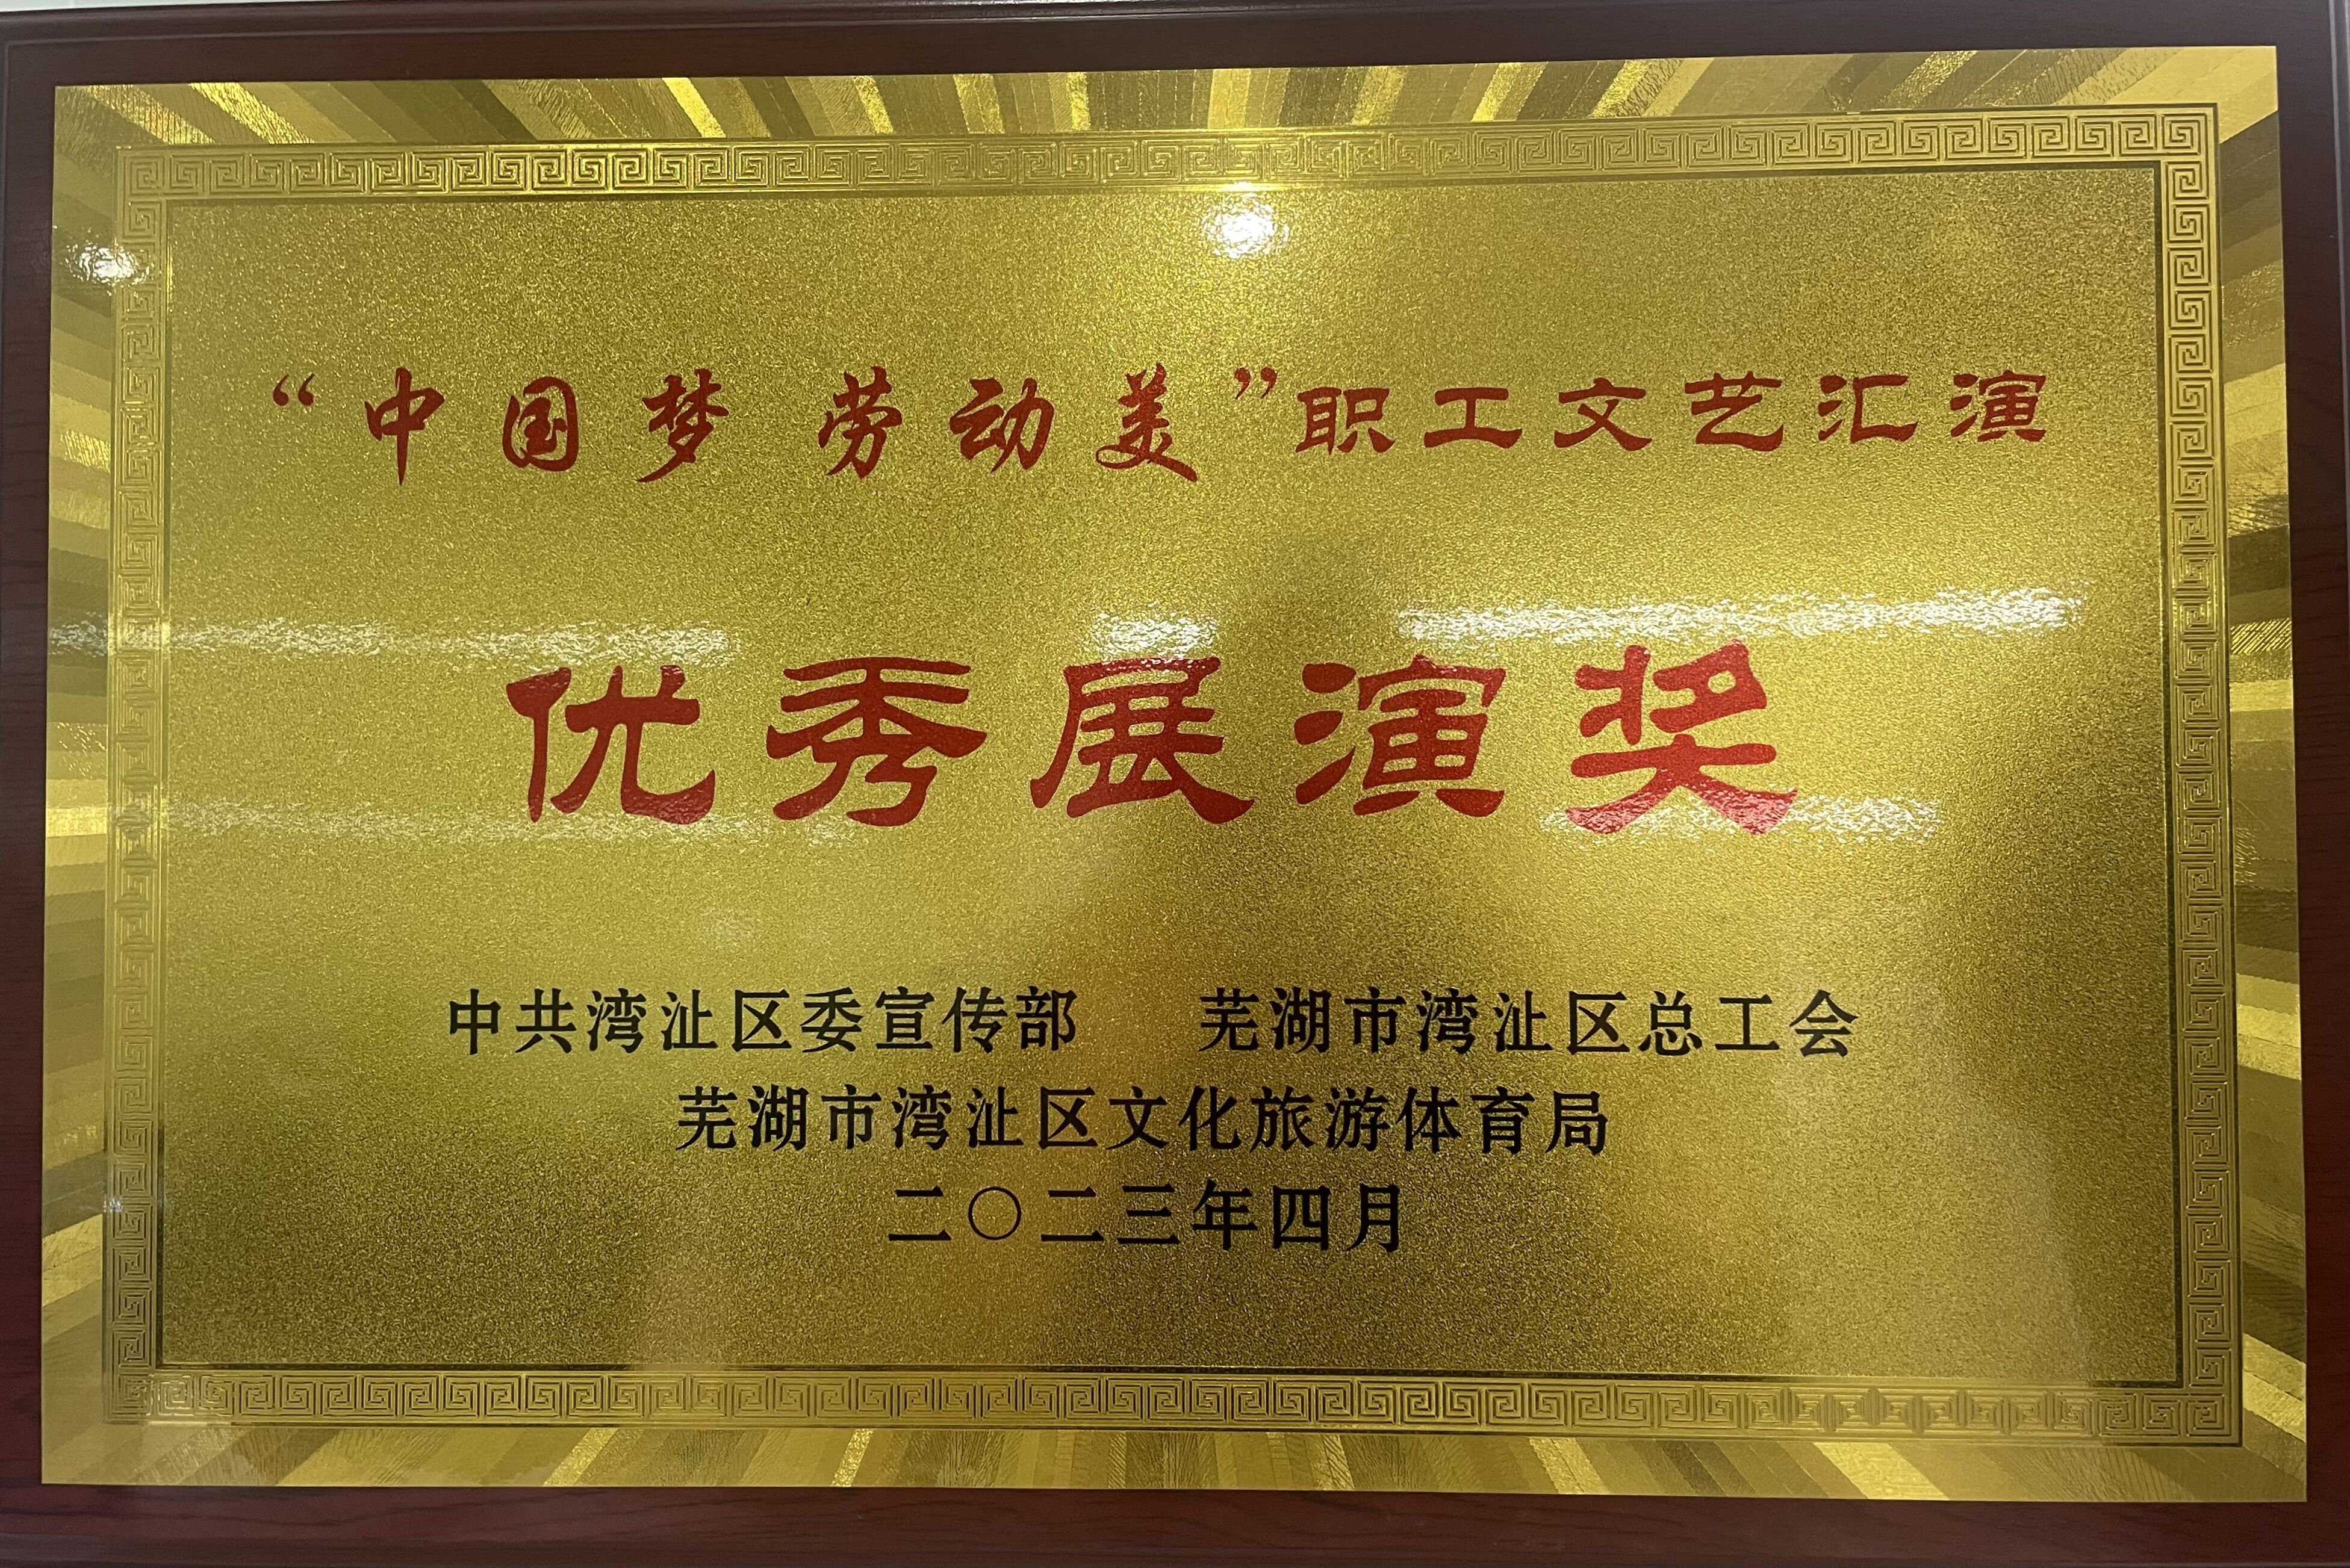 “中国梦 劳动美”职工文艺汇演
优秀展演奖
中共湾沚区委宣传部 芜湖市湾沚区总工会
芜湖市湾沚区文化旅游体育局
二〇二三年四月